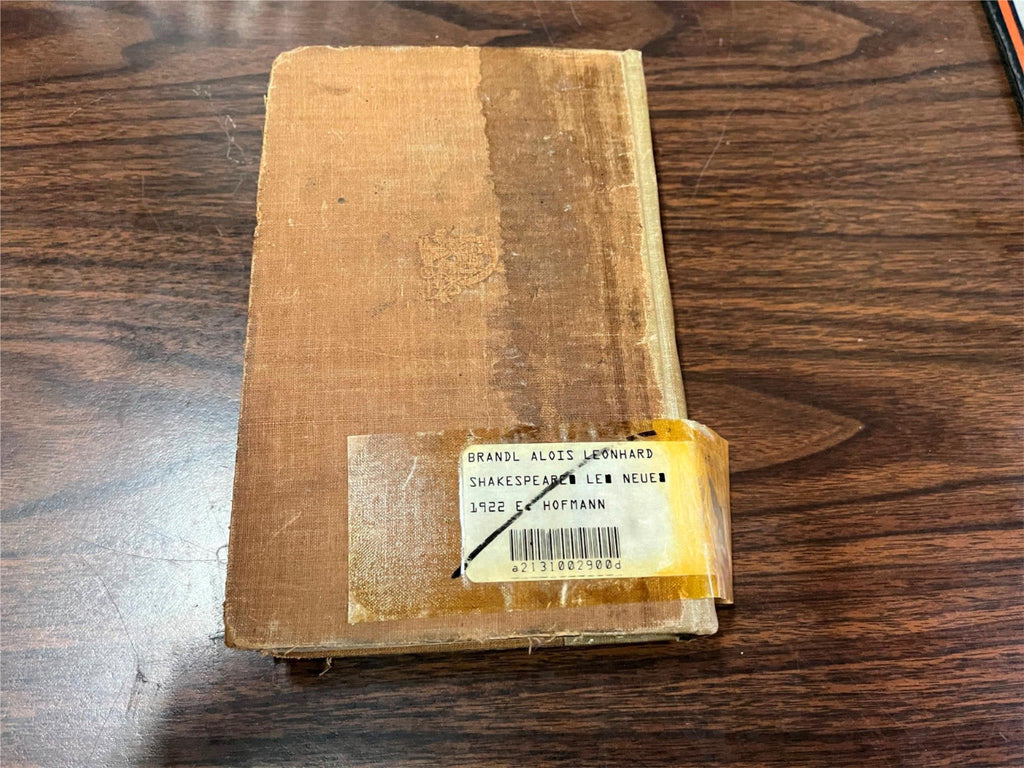 BRANDL ALOIS LEONHARD
SHAKESPEARE LE NEUE
1922 E. HOFMANN
a2131002900d